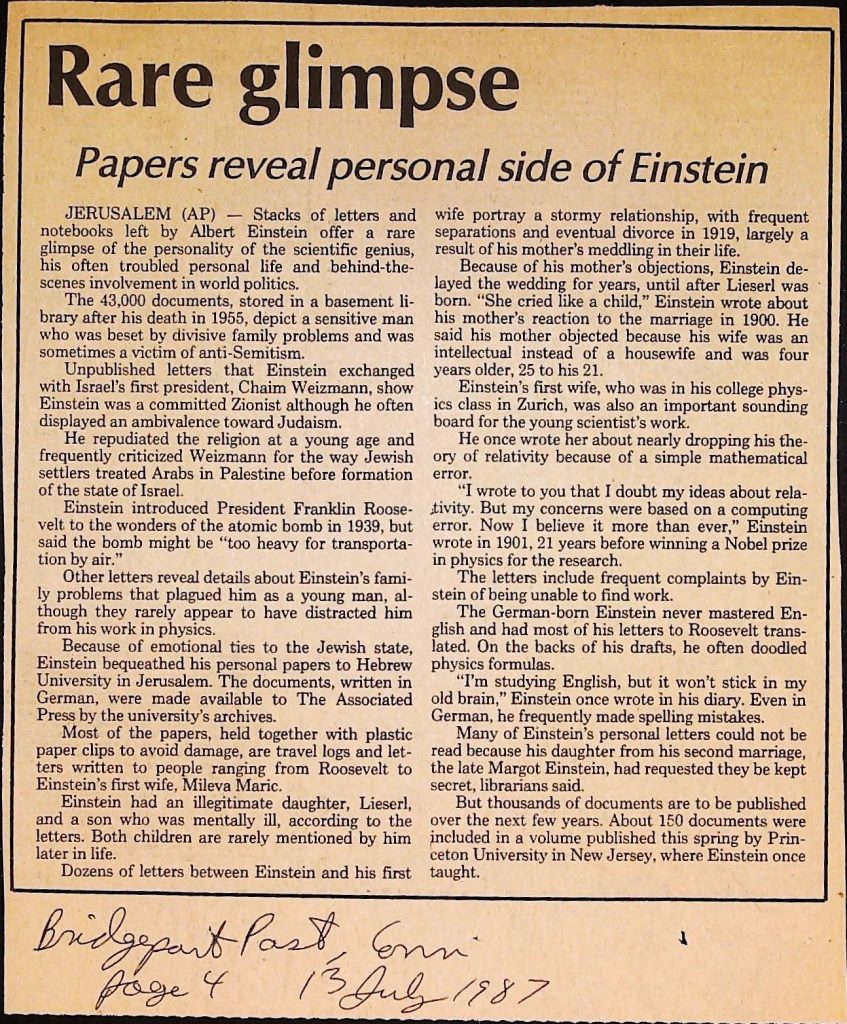 Rare glimpse
Papers reveal personal side of Einstein
JERUSALEM (AP) — Stacks of letters and
notebooks left by Albert Einstein offer a rare
glimpse of the personality of the scientific genius,
his often troubled personal life and behind-the-
scenes involvement in world politics.
The 43,000 documents, stored in a basement li-
brary after his death in 1955, depict a sensitive man
who was beset by divisive family problems and was
sometimes a victim of anti-Semitism.
Unpublished letters that Einstein exchanged
with Israel's first president, Chaim Weizmann, show
Einstein was a committed Zionist although he often
displayed an ambivalence toward Judaism.
He repudiated the religion at a young age and
frequently criticized Weizmann for the way Jewish
settlers treated Arabs in Palestine before formation
of the state of Israel.
Einstein introduced President Franklin Roose-
velt to the wonders of the atomic bomb in 1939, but
said the bomb might be “too heavy for transporta-
tion by air.”
Other letters reveal details about Einstein's fami-
ly problems that plagued him as a young man, al-
though they rarely appear to have distracted him
from his work in physics.
Because of emotional ties to the Jewish state,
Einstein bequeathed his personal papers to Hebrew
University in Jerusalem. The documents, written in
German, were made available to The Associated
Press by the university's archives.
Most of the papers, held together with plastic
paper clips to avoid damage, are travel logs and let-
ters written to people ranging from Roosevelt to
Einstein's first wife, Mileva Maric.
Einstein had an illegitimate daughter, Lieserl,
and a son who was mentally ill, according to the
letters. Both children are rarely mentioned by him
later in life.
Dozens of letters between Einstein and his first
wife portray a stormy relationship, with frequent
separations and eventual divorce in 1919, largely a
result of his mother's meddling in their life.
Because of his mother's objections, Einstein de-
layed the wedding for years, until after Lieserl was
born. “She cried like a child,” Einstein wrote about
his mother's reaction to the marriage in 1900. He
said his mother objected because his wife was an
intellectual instead of a housewife and was four
years older, 25 to his 21.
Einstein's first wife, who was in his college phys-
ics class in Zurich, was also an important sounding
board for the young scientist's work.
He once wrote her about nearly dropping his the-
ory of relativity because of a simple mathematical
error.
“I wrote to you that I doubt my ideas about rela-
tivity. But my concerns were based on a computing
error. Now I believe it more than ever,” Einstein
wrote in 1901, 21 years before winning a Nobel prize
in physics for the research.
The letters include frequent complaints by Ein-
stein of being unable to find work.
The German-born Einstein never mastered En-
glish and had most of his letters to Roosevelt trans-
lated. On the backs of his drafts, he often doodled
physics formulas.
“I'm studying English, but it won't stick in my
old brain,” Einstein once wrote in his diary. Even in
German, he frequently made spelling mistakes.
Many of Einstein's personal letters could not be
read because his daughter from his second marriage,
the late Margot Einstein, had requested they be kept
secret, librarians said.
But thousands of documents are to be published
over the next few years. About 150 documents were
included in a volume published this spring by Prin-
ceton University in New Jersey, where Einstein once
taught.
Bridgeport Post, Conn.
page 4 13 July 1987